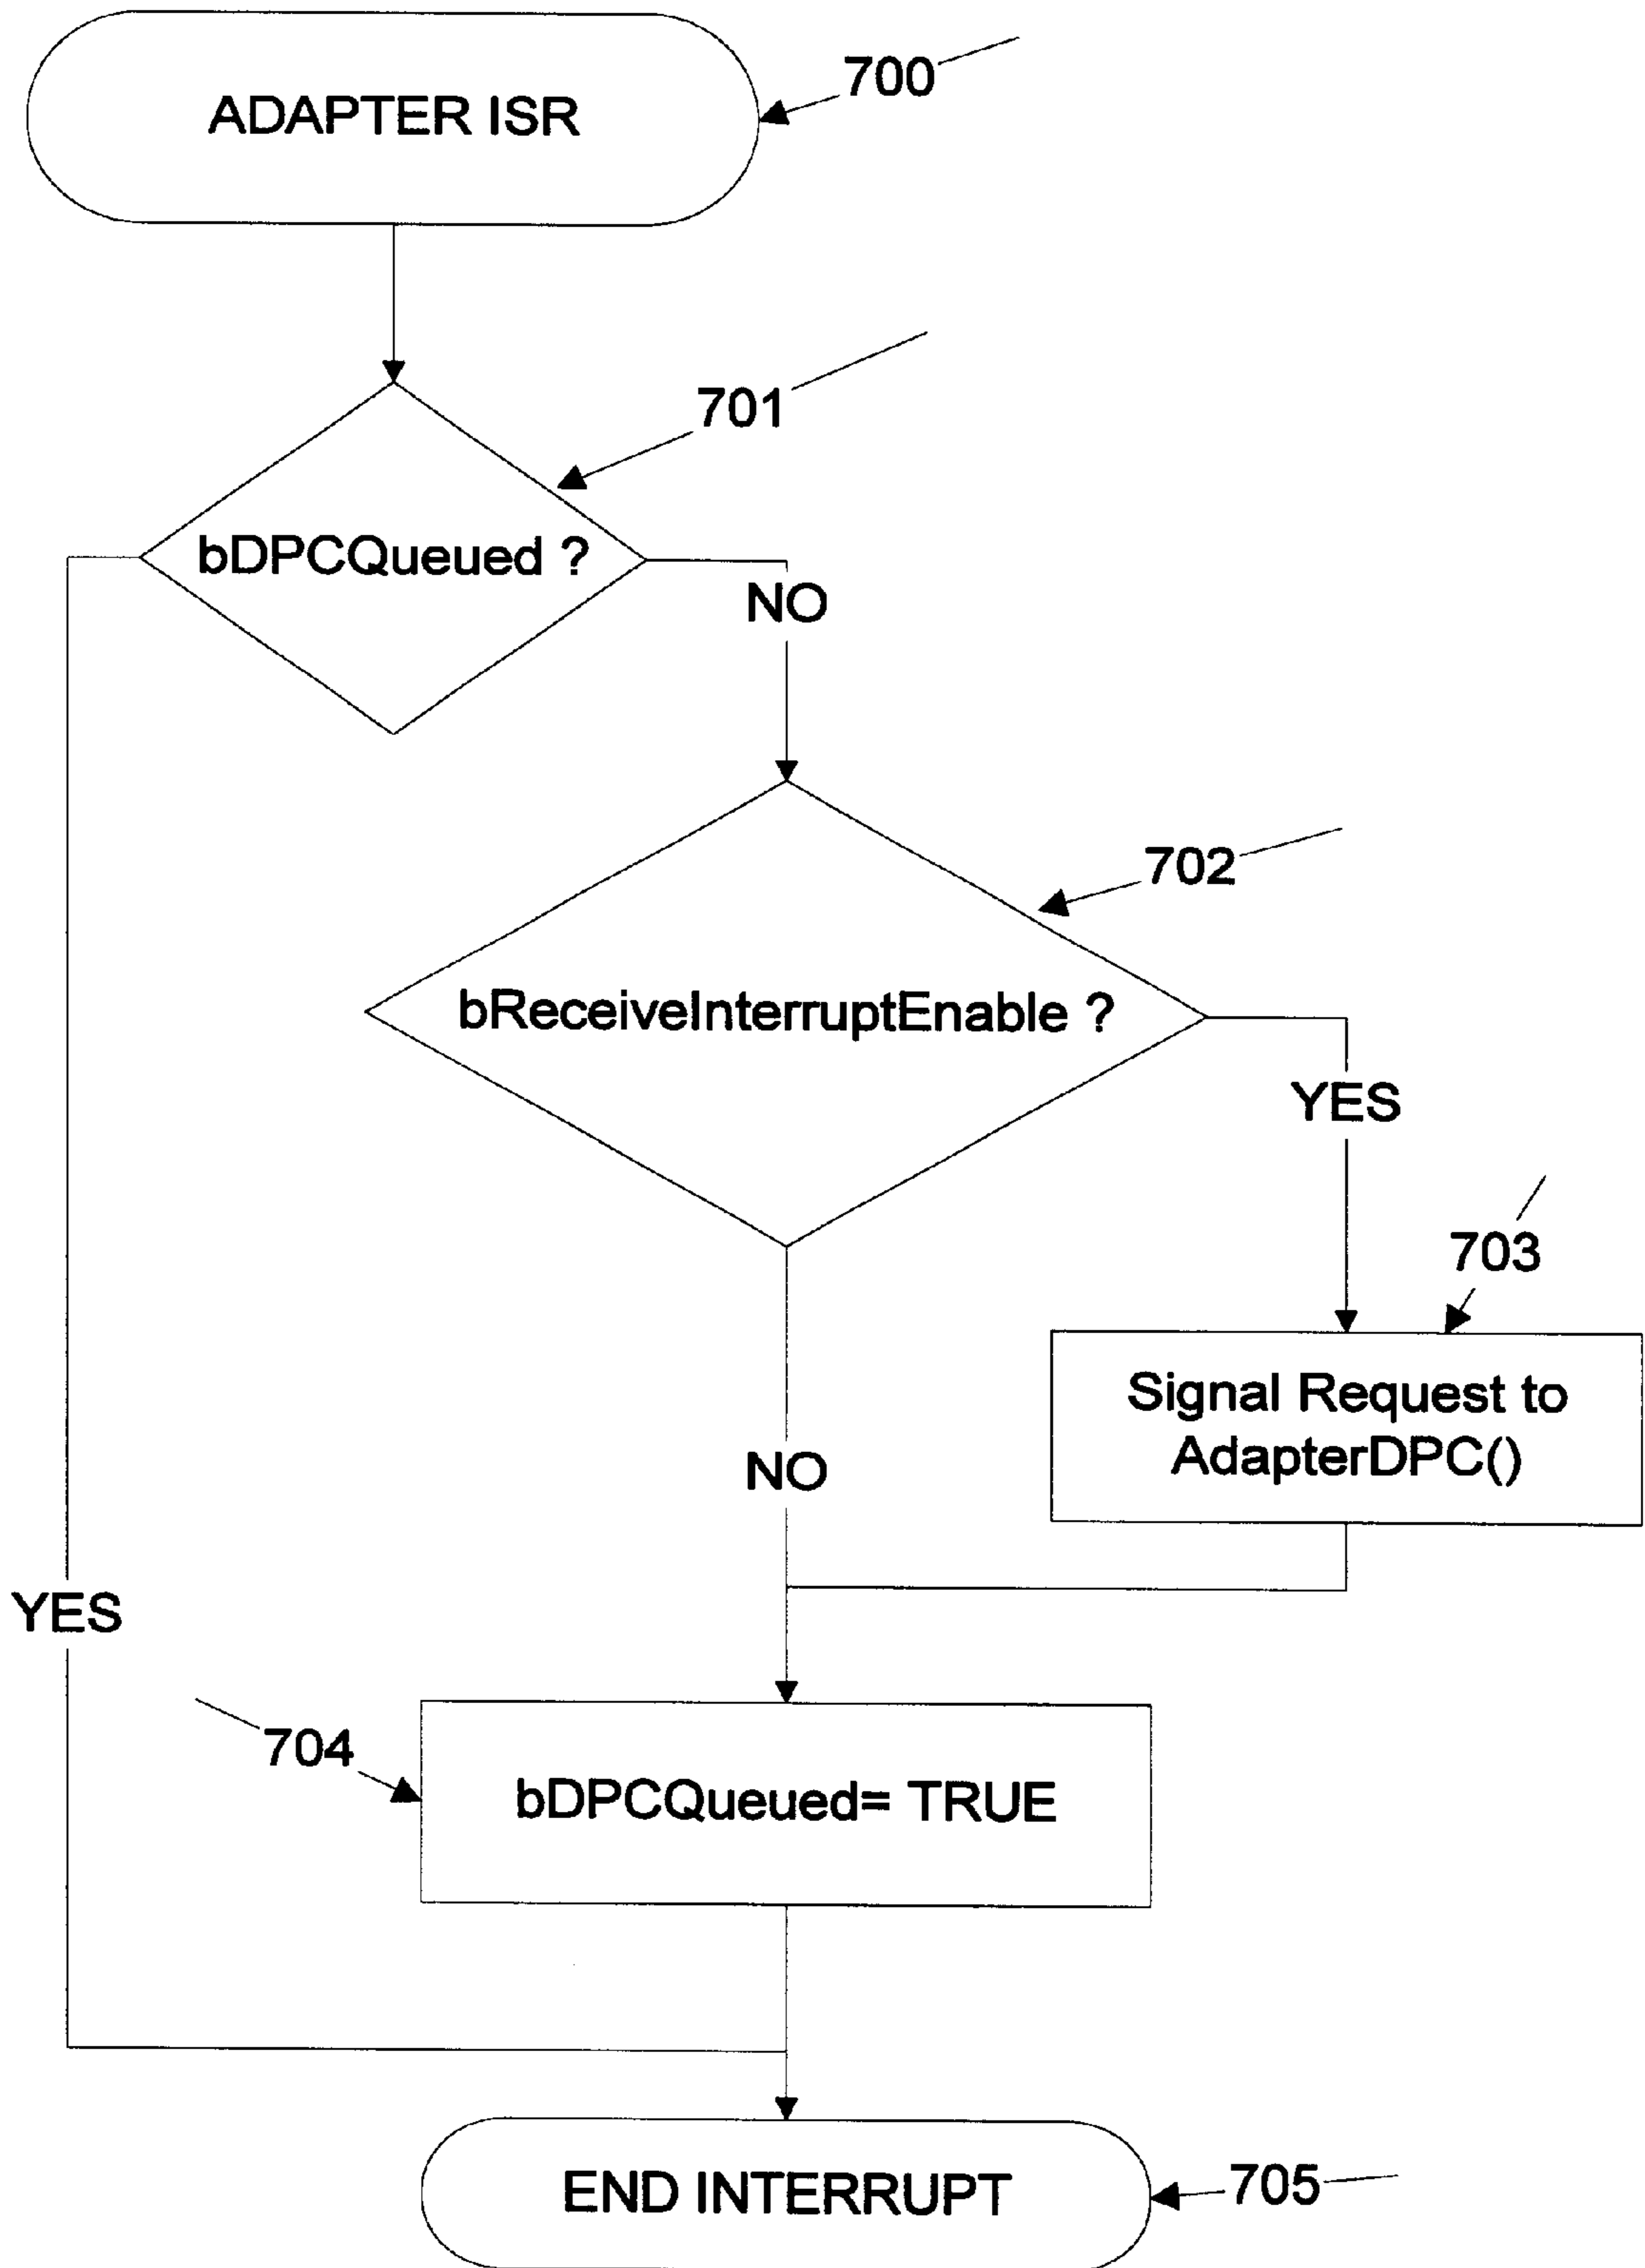 700
ADAPTER ISR
701
bDPCQueued ?
NO
702
bReceiveInterruptEnable ?
YES
703
Signal Request to
AdapterDPC()
NO
YES
704
bDPCQueued= TRUE
END INTERRUPT
705